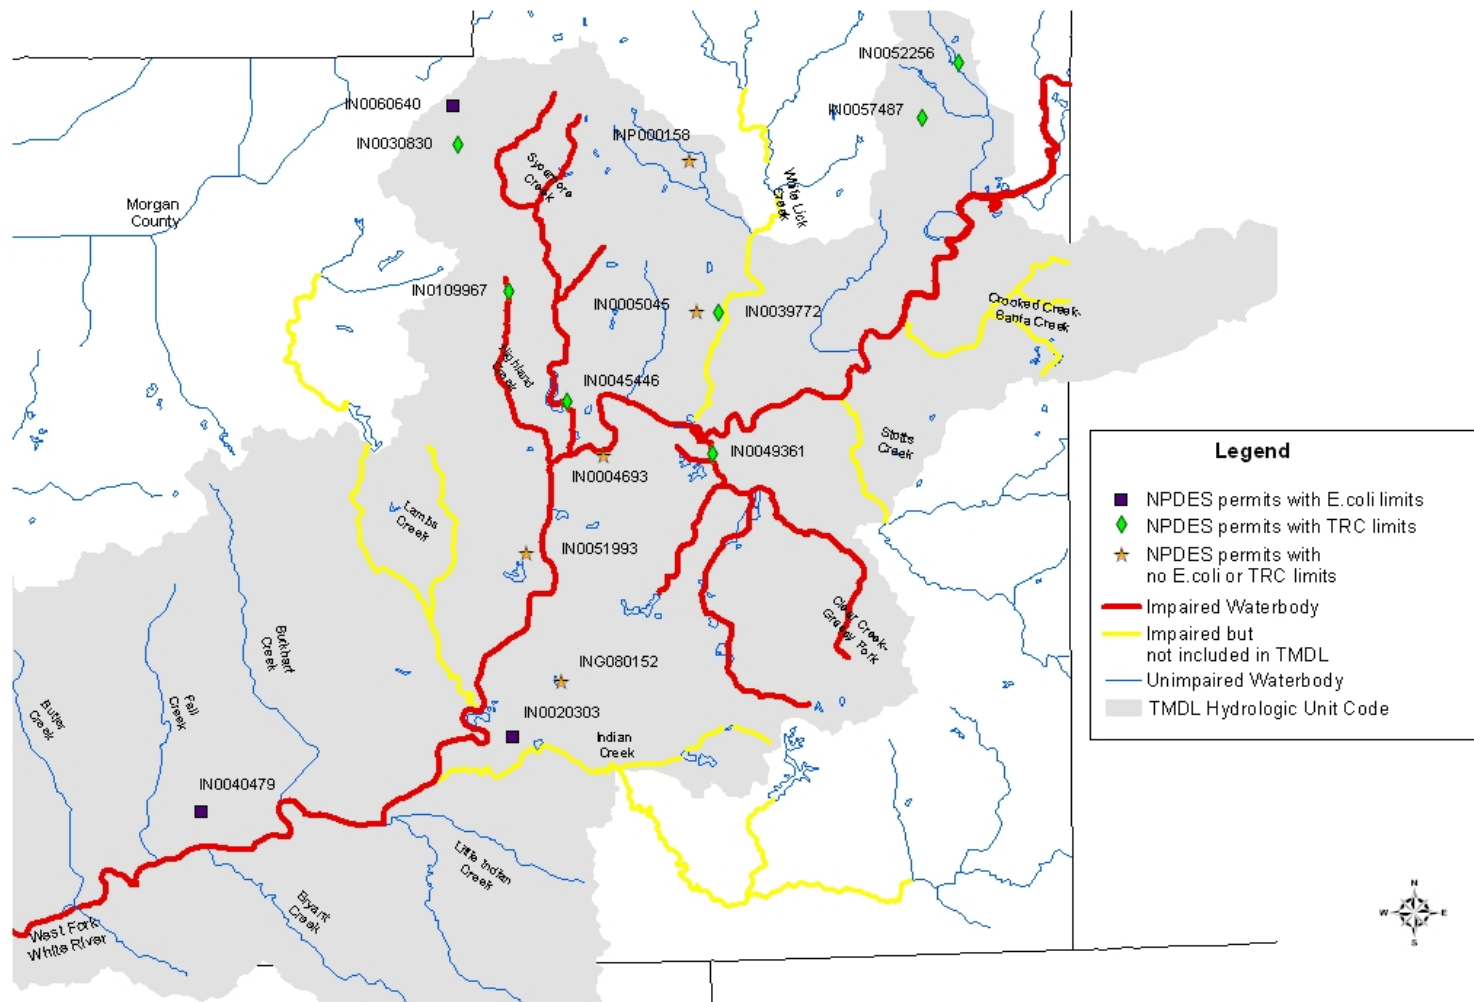 IN0052256
IN0060640
IN0057487
IN0030830
INP000158
Sycamore
Creek
White Lick
Creek
Morgan
County
IN0109967
IN0005045
IN0039772
Crooked Creek-
Banta Creek
Highland
Creek
IN0045446
Stotts
Creek
IN0049361
IN0004693
Lambs
Creek
IN0051993
Clear Creek-
Grassy Fork
Burkhart
Creek
ING080152
Butler
Creek
Fall
Creek
IN0020303
Indian
Creek
IN0040479
Little Indian
Creek
Bryant
Creek
West Fork
White River
Legend
NPDES permits with E.coli limits
NPDES permits with TRC limits
NPDES permits with
no E.coli or TRC limits
Impaired Waterbody
Impaired but
not included in TMDL
Unimpaired Waterbody
TMDL Hydrologic Unit Code
N
W
E
S